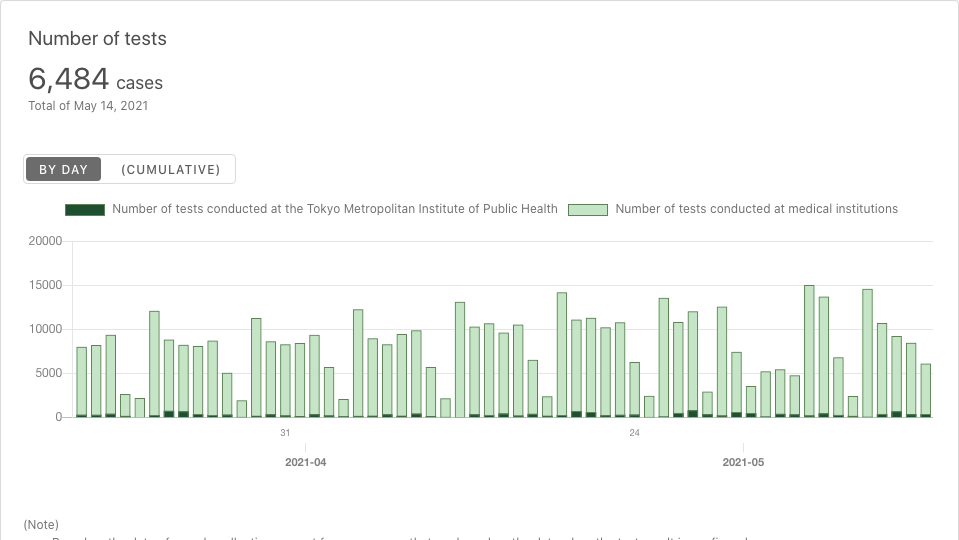 Number of tests
6,484 cases
Total of May 14, 2021
BY DAY (CUMULATIVE)
Number of tests conducted at the Tokyo Metropolitan Institute of Public Health Number of tests conducted at medical institutions
20000
15000
10000
5000
0
31 24
2021-04 2021-05
(Note)